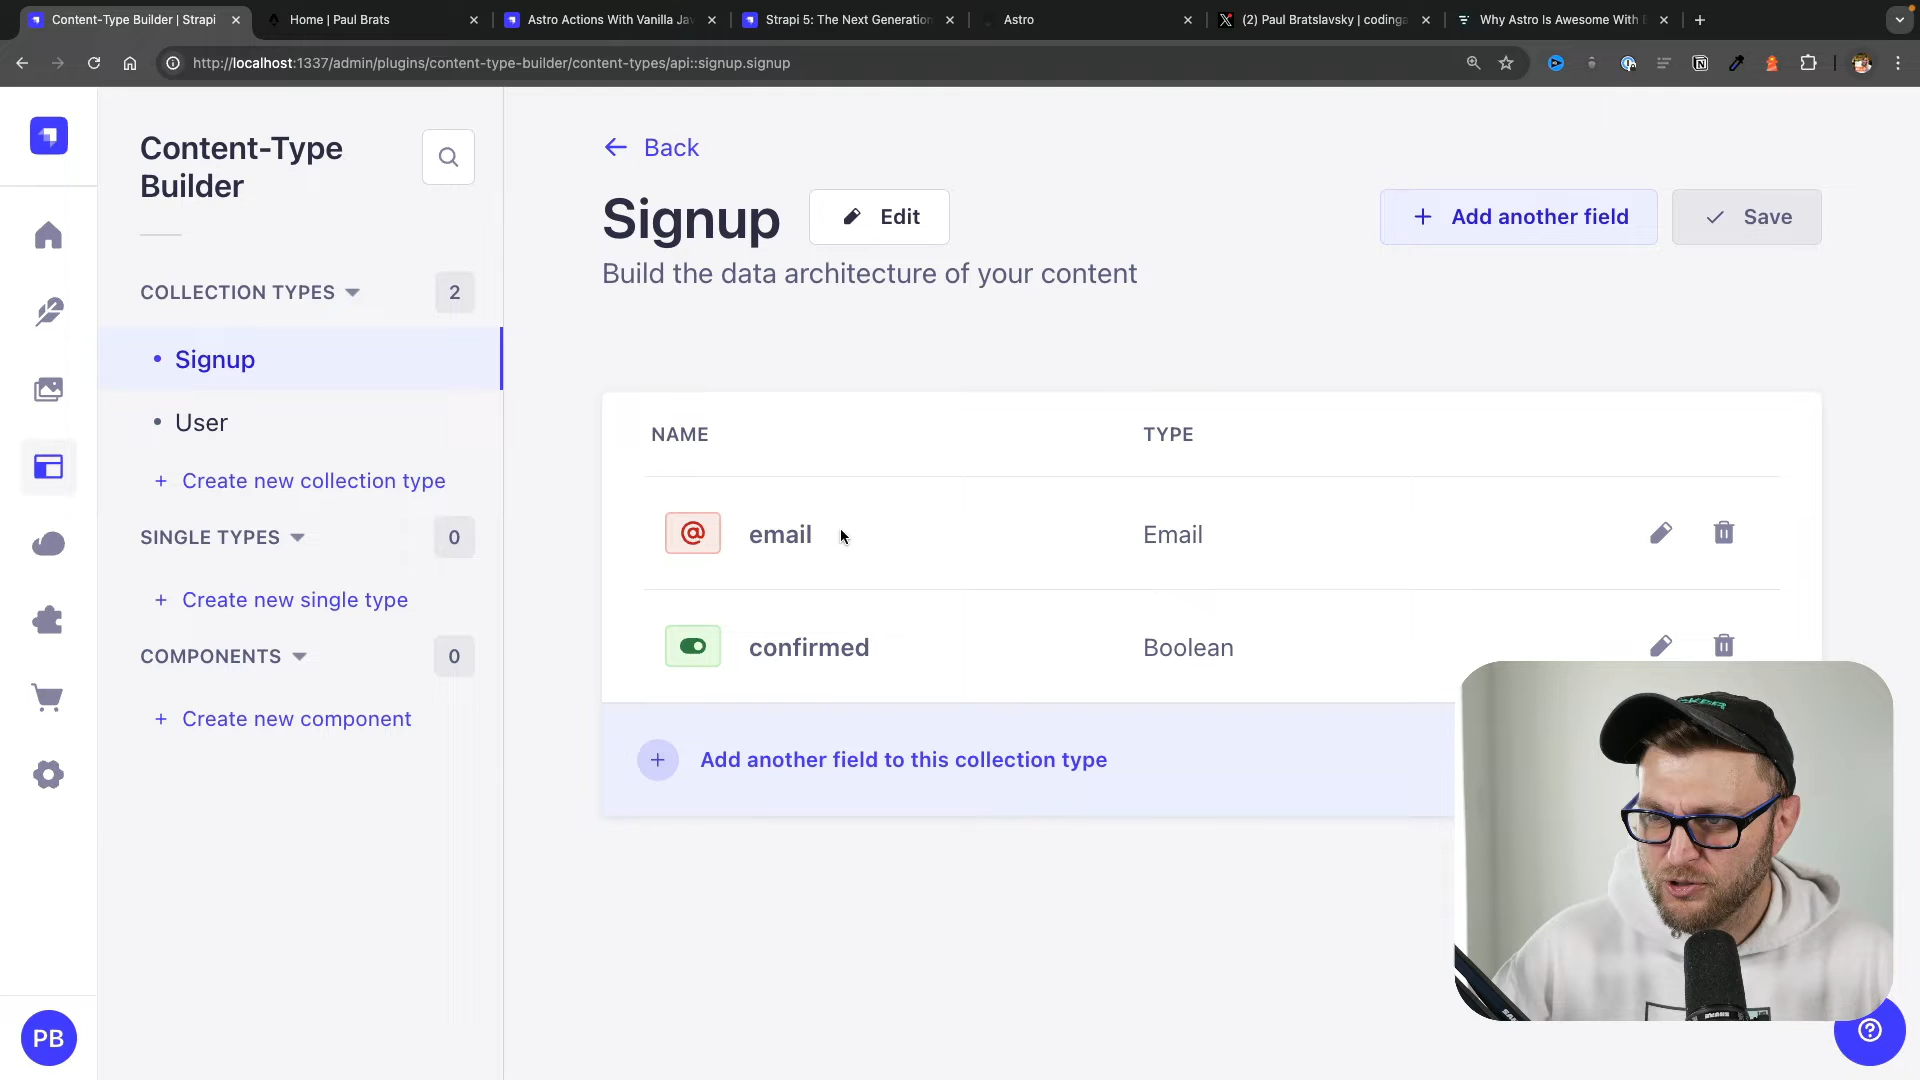 Content-Type Builder | Strapi
Home | Paul Brats
Astro Actions With Vanilla Jav
Strapi 5: The Next Generation
Astro
(2) Paul Bratslavsky | codinga
Why Astro Is Awesome With
http://localhost:1337/admin/plugins/content-type-builder/content-types/api::signup.signup
Content-Type
Builder
COLLECTION TYPES
2
Signup
User
+ Create new collection type
SINGLE TYPES
0
+ Create new single type
COMPONENTS
0
+ Create new component
PB
Back
Signup
Edit
+ Add another field
Save
Build the data architecture of your content
NAME
TYPE
email
Email
confirmed
Boolean
+ Add another field to this collection type